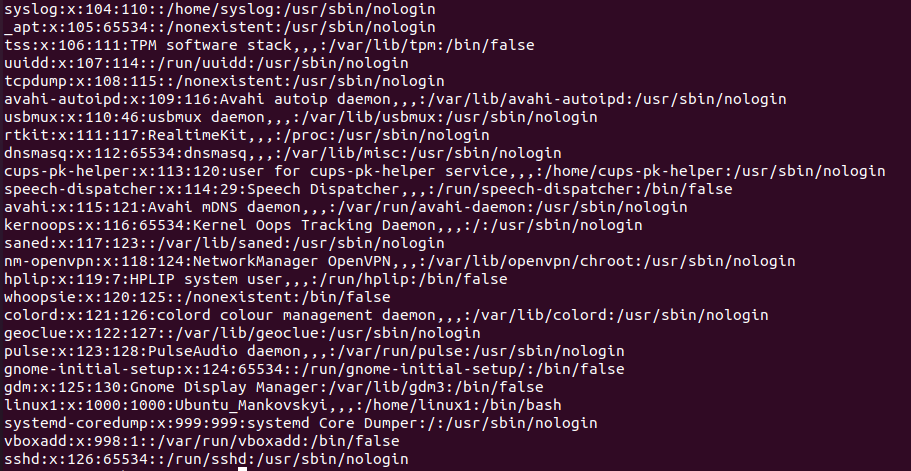 syslog:x:104:110::/home/syslog:/usr/sbin/nologin
_apt:x:105:65534::/nonexistent:/usr/sbin/nologin
tss:x:106:111:TPM software stack,,,:/var/lib/tpm:/bin/false
uuidd:x:107:114::/run/uuidd:/usr/sbin/nologin
tcpdump:x:108:115::/nonexistent:/usr/sbin/nologin
avahi-autoipd:x:109:116:Avahi autoip daemon,,,:/var/lib/avahi-autoipd:/usr/sbin/nologin
usbmux:x:110:46:usbmux daemon,,,:/var/lib/usbmux:/usr/sbin/nologin
rtkit:x:111:117:RealtimeKit,,,:/proc:/usr/sbin/nologin
dnsmasq:x:112:65534:dnsmasq,,,:/var/lib/misc:/usr/sbin/nologin
cups-pk-helper:x:113:120:user for cups-pk-helper service,,,:/home/cups-pk-helper:/usr/sbin/nologin
speech-dispatcher:x:114:29:Speech Dispatcher,,,:/run/speech-dispatcher:/bin/false
avahi:x:115:121:Avahi mDNS daemon,,,:/var/run/avahi-daemon:/usr/sbin/nologin
kernoops:x:116:65534:Kernel Oops Tracking Daemon,,,:/:/usr/sbin/nologin
saned:x:117:123::/var/lib/saned:/usr/sbin/nologin
nm-openvpn:x:118:124:NetworkManager OpenVPN,,,:/var/lib/openvpn/chroot:/usr/sbin/nologin
hplip:x:119:7:HPLIP system user,,,:/run/hplip:/bin/false
whoopsie:x:120:125::/nonexistent:/bin/false
colord:x:121:126:colord colour management daemon,,,:/var/lib/colord:/usr/sbin/nologin
geoclue:x:122:127::/var/lib/geoclue:/usr/sbin/nologin
pulse:x:123:128:PulseAudio daemon,,,:/var/run/pulse:/usr/sbin/nologin
gnome-initial-setup:x:124:65534::/run/gnome-initial-setup/:/bin/false
gdm:x:125:130:Gnome Display Manager:/var/lib/gdm3:/bin/false
linux1:x:1000:1000:Ubuntu_Mankovskyi,,,:/home/linux1:/bin/bash
systemd-coredump:x:999:999:systemd Core Dumper:/:/usr/sbin/nologin
vboxadd:x:998:1::/var/run/vboxadd:/bin/false
sshd:x:126:65534::/run/sshd:/usr/sbin/nologin